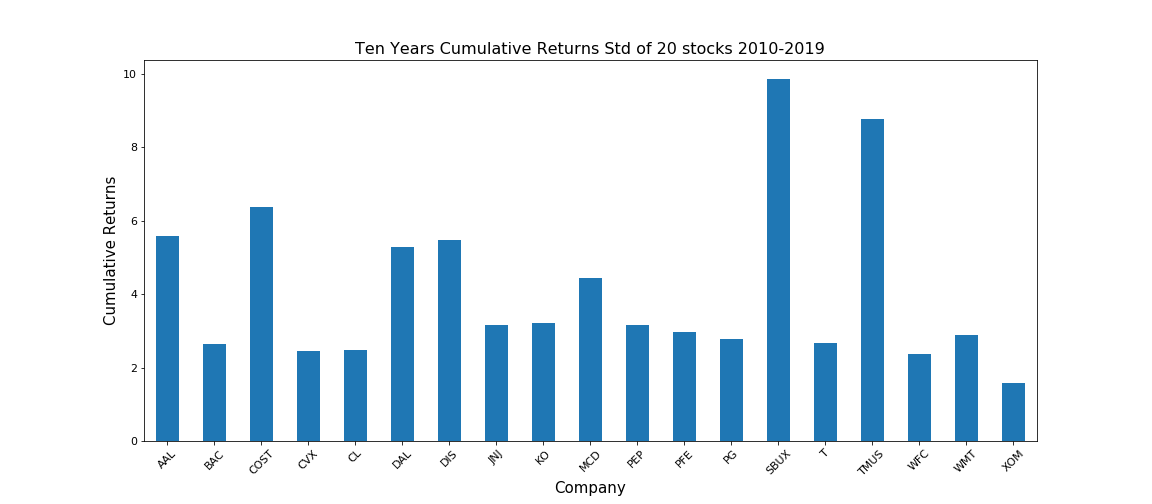 Ten Years Cumulative Returns Std of 20 stocks 2010-2019
Cumulative Returns
10
8
6
4
2
0
AAL BAC COST CVX CL DAL DIS JNJ KO MCD PEP PFE PG SBUX T TMUS WFC WMT XOM
Company